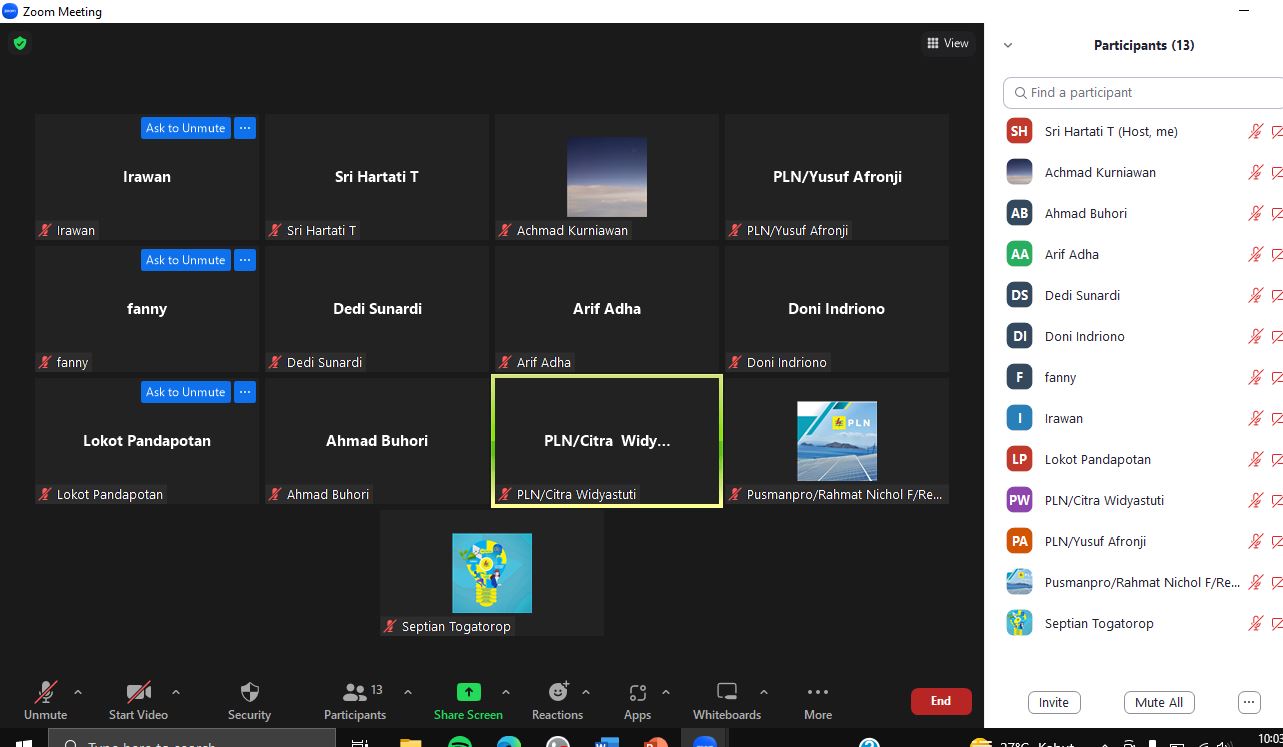 Zoom Meeting
View
Ask to Unmute
Irawan
Irawan
Sri Hartati T
Sri Hartati T
Achmad Kurniawan
PLN/Yusuf Afronji
PLN/Yusuf Afronji
Ask to Unmute
fanny
fanny
Dedi Sunardi
Dedi Sunardi
Arif Adha
Arif Adha
Doni Indriono
Doni Indriono
Ask to Unmute
Lokot Pandapotan
Lokot Pandapotan
Ahmad Buhori
Ahmad Buhori
PLN/Citra Widy...
PLN/Citra Widyastuti
PLN
Pusmanpro/Rahmat Nichol F/Re...
Septian Togatorop
Unmute
Start Video
Security
13
Participants
Share Screen
Reactions
Apps
Whiteboards
More
End
Participants (13)
Find a participant
SH Sri Hartati T (Host, me)
Achmad Kurniawan
AB Ahmad Buhori
AA Arif Adha
DS Dedi Sunardi
DI Doni Indriono
F fanny
I Irawan
LP Lokot Pandapotan
PW PLN/Citra Widyastuti
PA PLN/Yusuf Afronji
Pusmanpro/Rahmat Nichol F/Re...
Septian Togatorop
Invite
Mute All
Type here to search
27°C Kabut
10:03